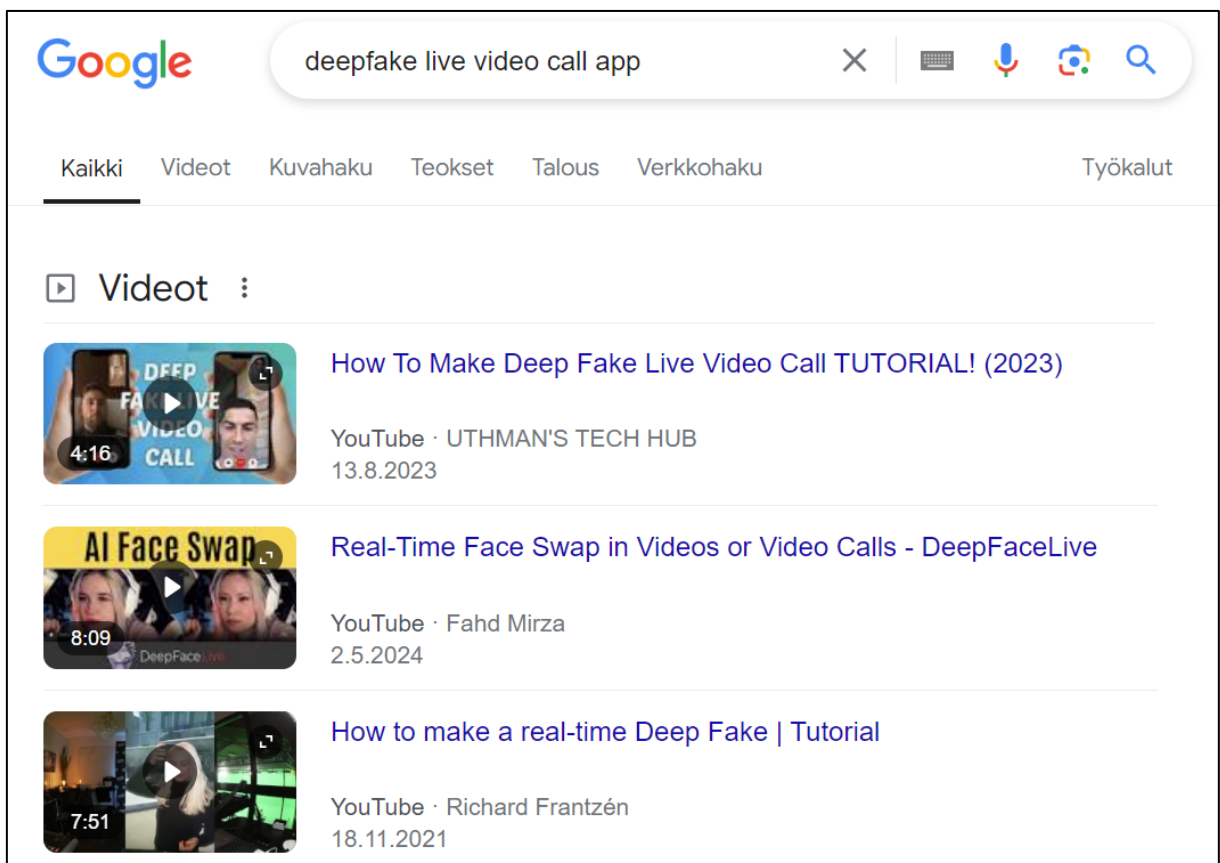 Google
deepfake live video call app
Kaikki Videot Kuvahaku Teokset Talous Verkkohaku Työkalut
Videot
DEEP
FAKE LIVE
VIDEO
CALL
4:16
How To Make Deep Fake Live Video Call TUTORIAL! (2023)
YouTube · UTHMAN'S TECH HUB
13.8.2023
AI Face Swap
8:09
DeepFaceLive
Real-Time Face Swap in Videos or Video Calls - DeepFaceLive
YouTube · Fahd Mirza
2.5.2024
7:51
How to make a real-time Deep Fake | Tutorial
YouTube · Richard Frantzén
18.11.2021